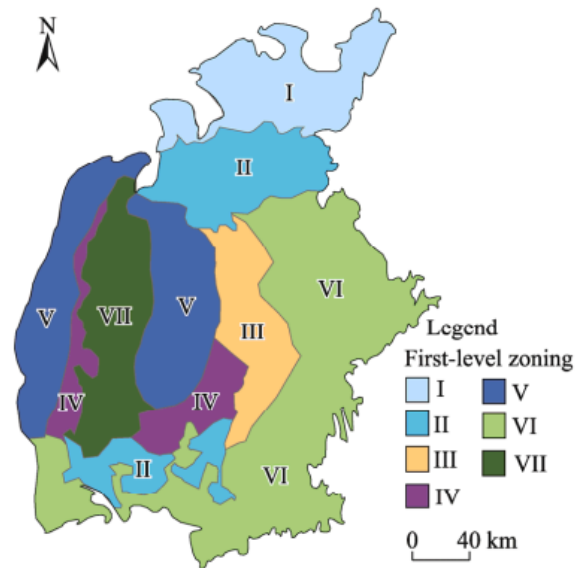 N
I
II
VI
V
VII
V
III
IV
IV
II
VI
Legend
First-level zoning
I
V
II
VI
III
VII
IV
0 40 km